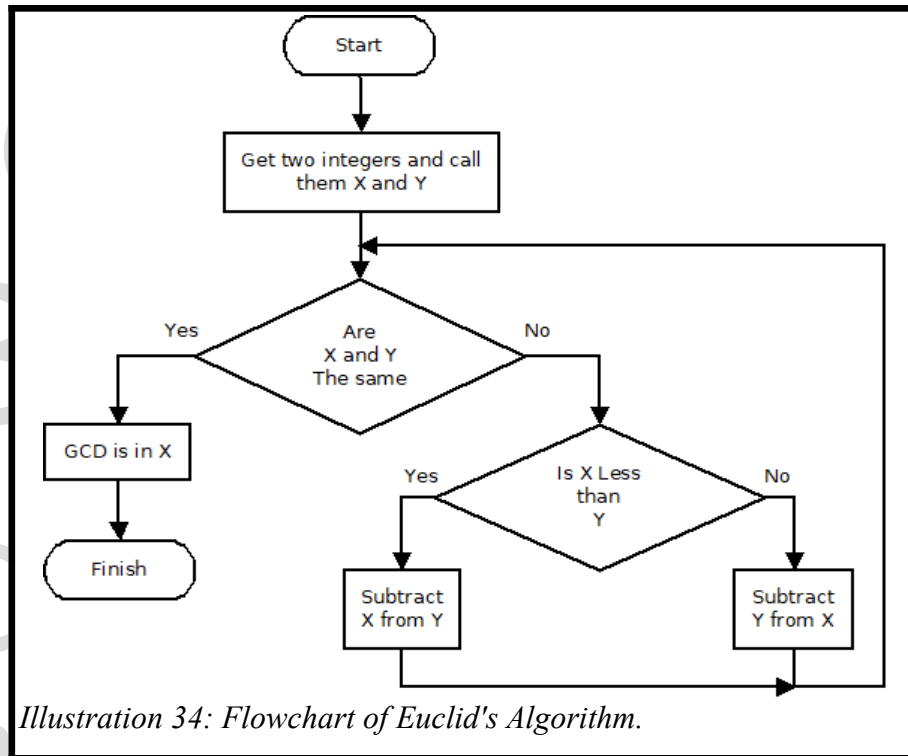 Start
Get two integers and call
them X and Y
Yes
Are
X and Y
The same
No
GCD is in X
Finish
Yes
Is X Less
than
Y
No
Subtract
X from Y
Subtract
Y from X
Illustration 34: Flowchart of Euclid's Algorithm.